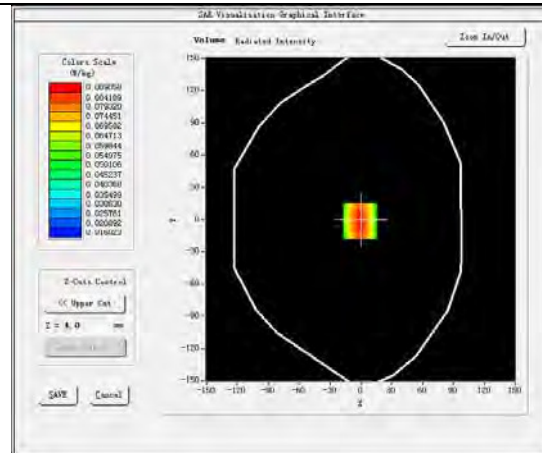 SAR Visualisation Graphical Interface
Volume Radiated Intensity
Zoom In/Out
Colors Scale
(W/kg)
0.089058
0.084189
0.079320
0.074451
0.069582
0.064713
0.059844
0.054975
0.050106
0.045237
0.040368
0.035499
0.030630
0.025761
0.020892
0.016023
150
120
90
60
30
0
-30
-60
-90
-120
-150
Y
-150 -120 -90 -60 -30 0 30 60 90 120 150
X
Z-Cuts Control
<< Upper Cut
Z = 4.0 mm
SAVE
Cancel